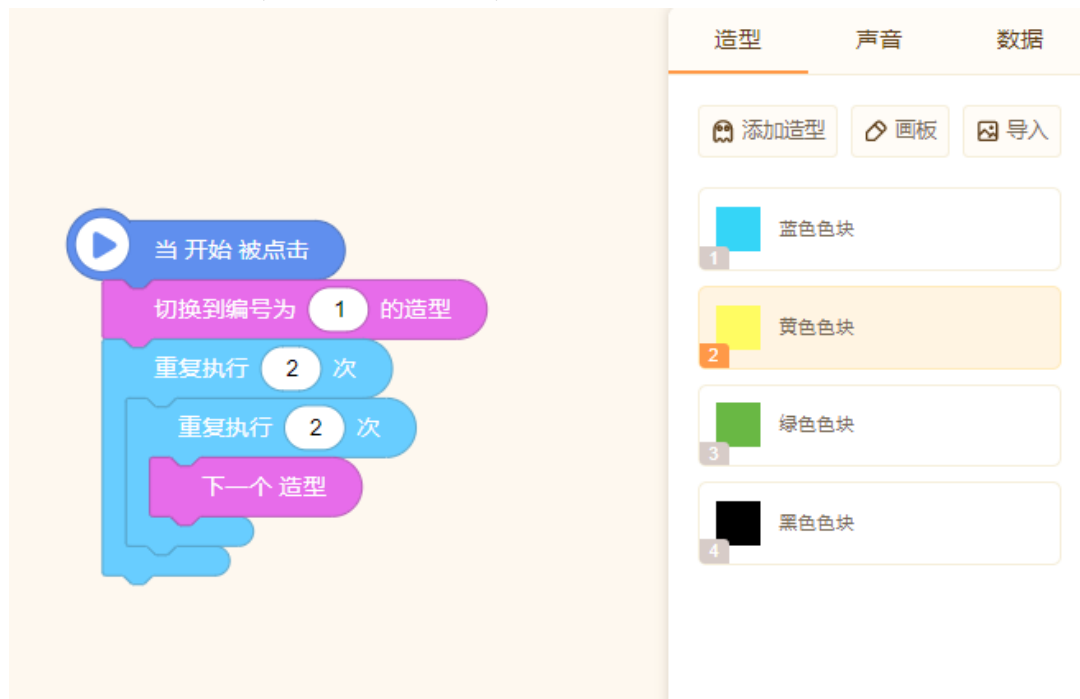 造型 声音 数据
添加造型 画板 导入
蓝色色块
1
黄色色块
2
绿色色块
3
黑色色块
4
当 开始 被点击
切换到编号为 1 的造型
重复执行 2 次
重复执行 2 次
下一个 造型